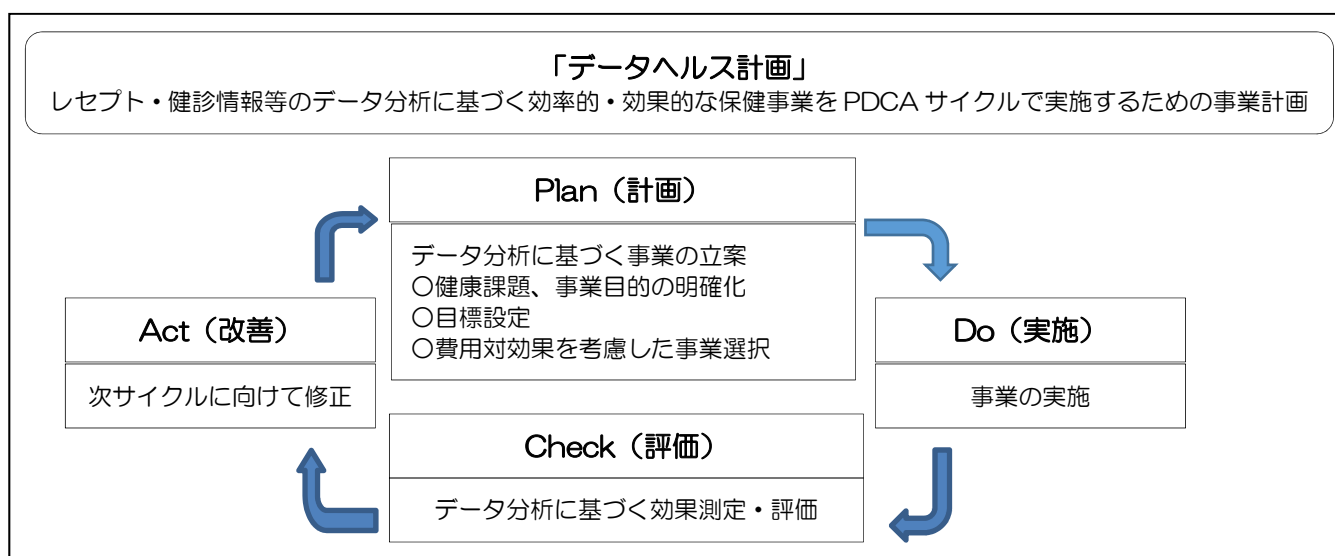 「データヘルス計画」
レセプト・健診情報等のデータ分析に基づく効率的・効果的な保健事業をPDCAサイクルで実施するための事業計画
Plan（計画）
データ分析に基づく事業の立案
○健康課題、事業目的の明確化
○目標設定
○費用対効果を考慮した事業選択
Do（実施）
事業の実施
Check（評価）
データ分析に基づく効果測定・評価
Act（改善）
次サイクルに向けて修正